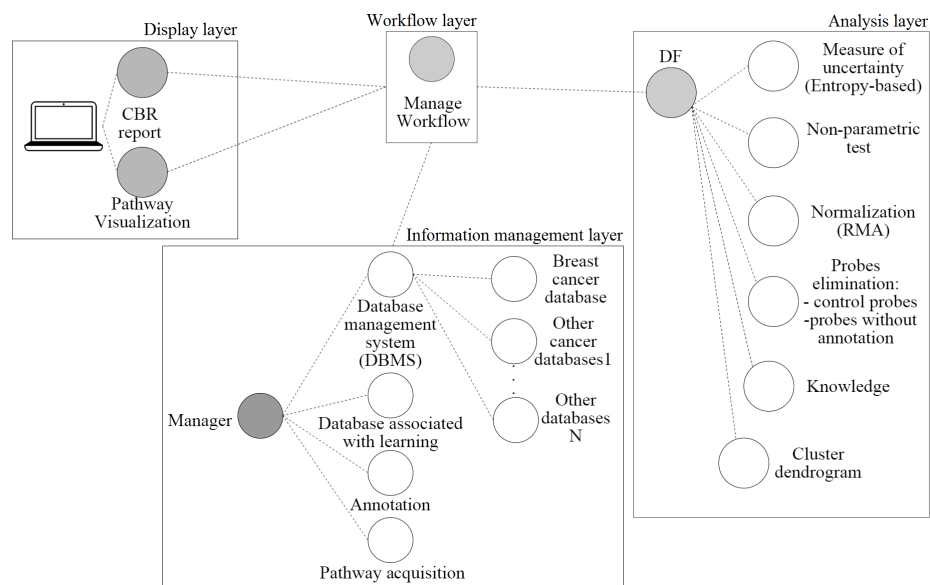 Display layer
CBR
report
Pathway
Visualization
Workflow layer
Manage
Workflow
Analysis layer
DF
Measure of
uncertainty
(Entropy-based)
Non-parametric
test
Normalization
(RMA)
Probes
elimination:
- control probes
-probes without
annotation
Knowledge
Cluster
dendrogram
Information management layer
Manager
Database
management
system
(DBMS)
Database associated
with learning
Annotation
Pathway acquisition
Breast
cancer
database
Other
cancer
databases1
. . .
Other
databases
N